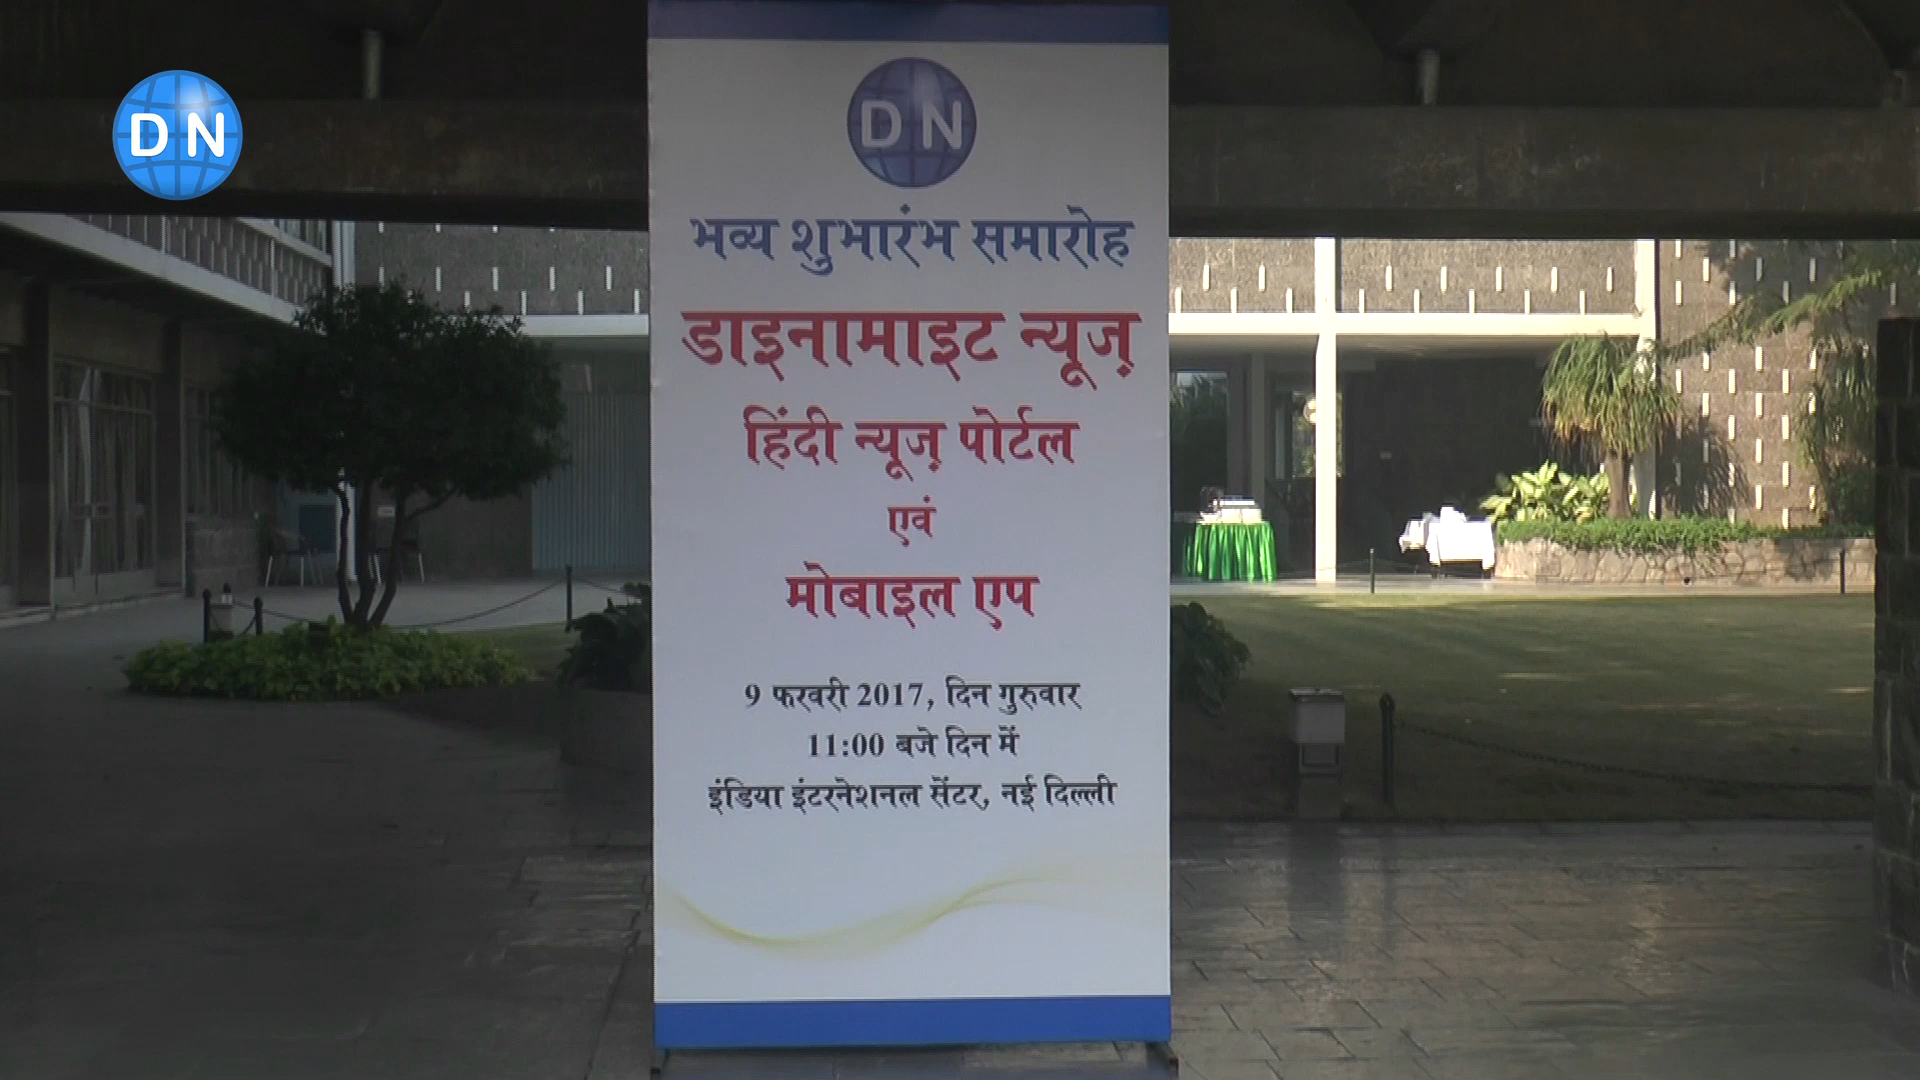 DN
DN
भव्य शुभारंभ समारोह
डाइनामाइट न्यूज़
हिंदी न्यूज़ पोर्टल
एवं
मोबाइल एप
9 फरवरी 2017, दिन गुरुवार
11:00 बजे दिन में
इंडिया इंटरनेशनल सेंटर, नई दिल्ली